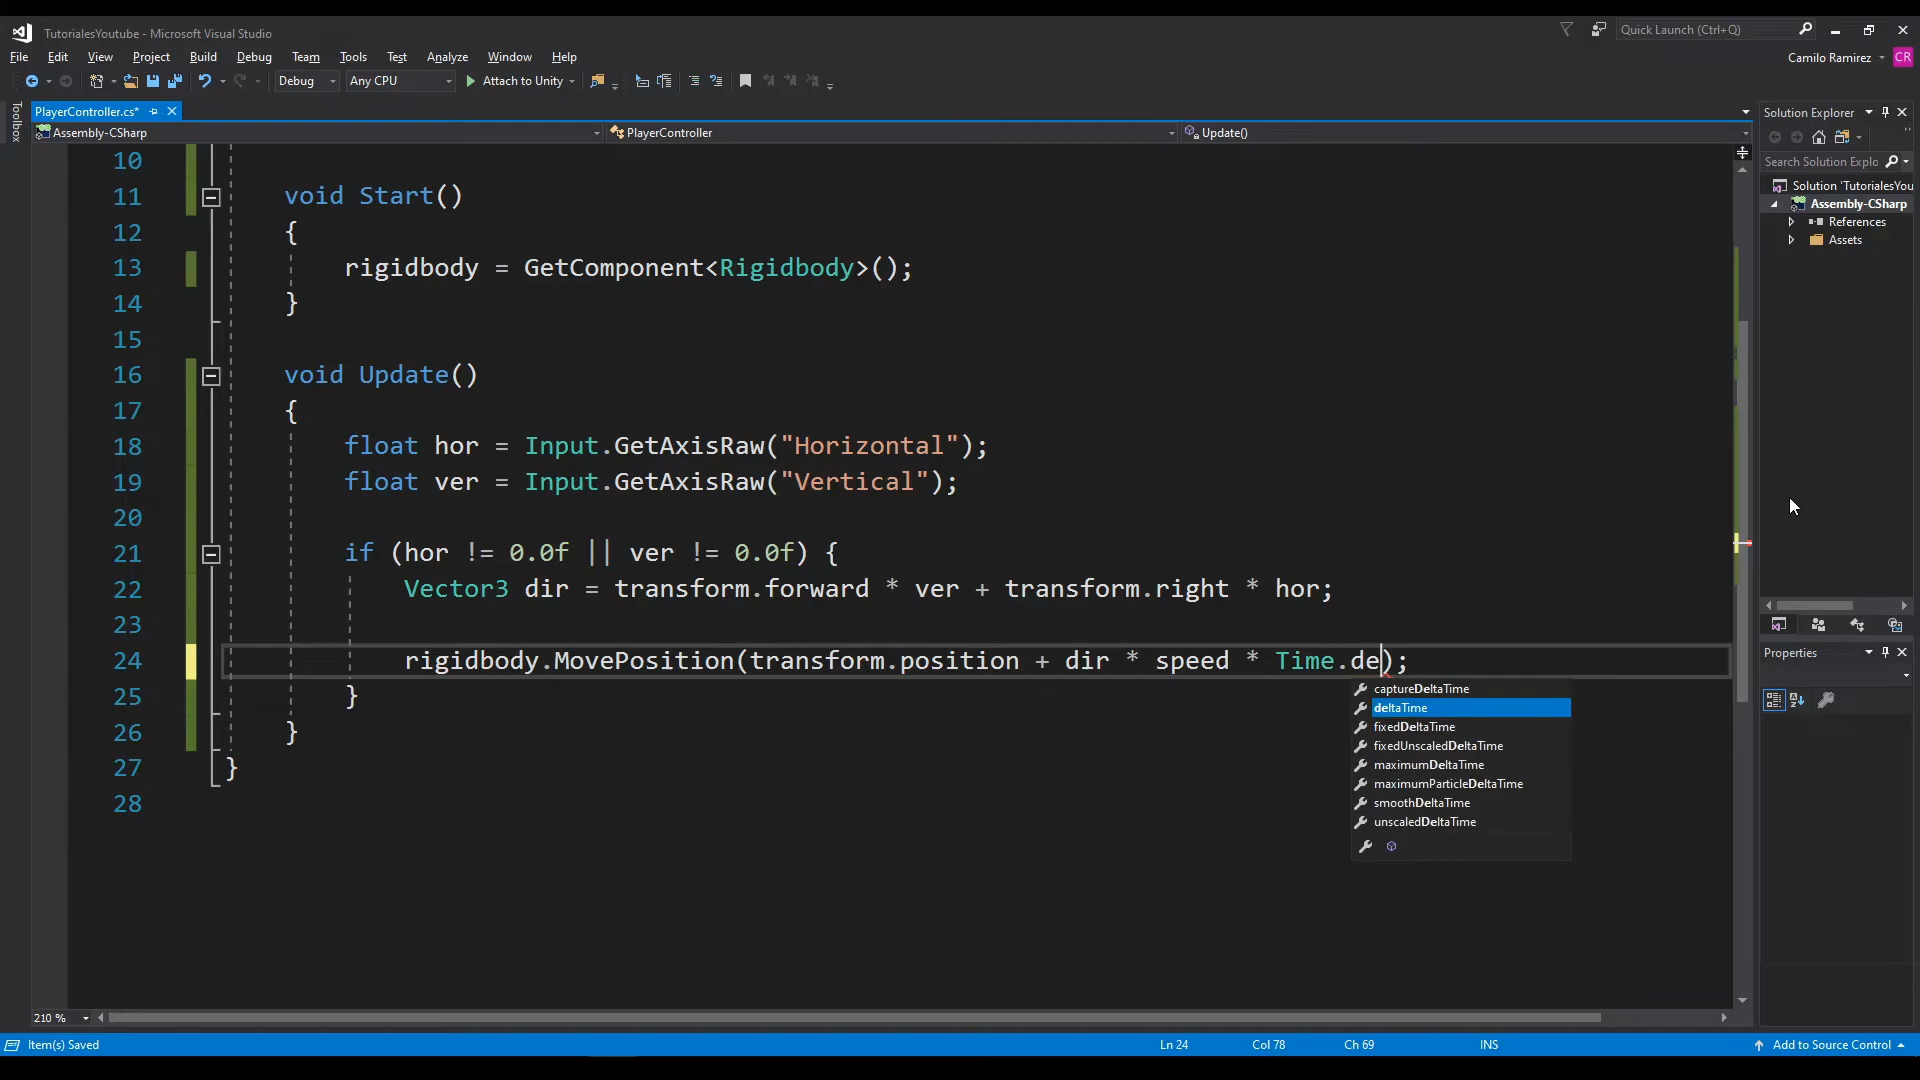 TutorialesYoutube - Microsoft Visual Studio
Quick Launch (Ctrl+Q)
File Edit View Project Build Debug Team Tools Test Analyze Window Help
Camilo Ramirez CR
Debug Any CPU Attach to Unity
Toolbox
PlayerController.cs*
Solution Explorer
Assembly-CSharp PlayerController Update()
Search Solution Explo
Solution 'TutorialesYou
Assembly-CSharp
References
Assets
10
11 void Start()
12 {
13 rigidbody = GetComponent<Rigidbody>();
14 }
15
16 void Update()
17 {
18 float hor = Input.GetAxisRaw("Horizontal");
19 float ver = Input.GetAxisRaw("Vertical");
20
21 if (hor != 0.0f || ver != 0.0f) {
22 Vector3 dir = transform.forward * ver + transform.right * hor;
23
24 rigidbody.MovePosition(transform.position + dir * speed * Time.de);
25 }
26 }
27 }
28
captureDeltaTime
deltaTime
fixedDeltaTime
fixedUnscaledDeltaTime
maximumDeltaTime
maximumParticleDeltaTime
smoothDeltaTime
unscaledDeltaTime
Properties
210 %
Item(s) Saved Ln 24 Col 78 Ch 69 INS Add to Source Control